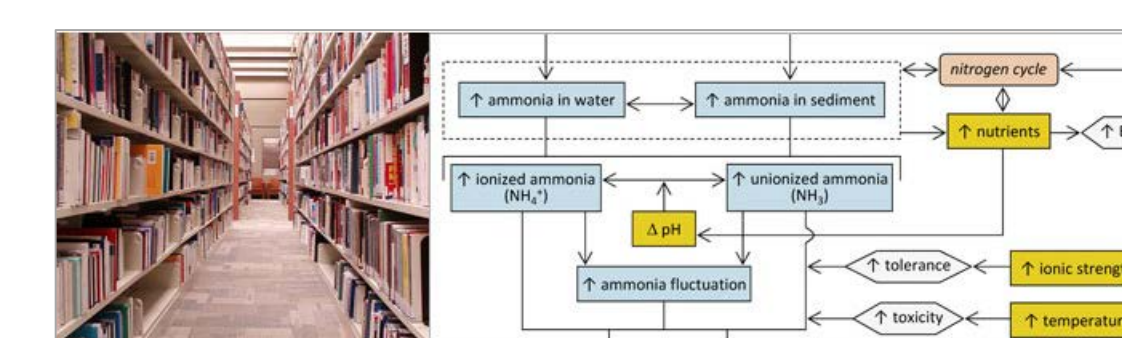 nitrogen cycle
↑ ammonia in water
↑ ammonia in sediment
↑ nutrients
↑ ionized ammonia
(NH₄⁺)
↑ unionized ammonia
(NH₃)
Δ pH
↑ tolerance
↑ ammonia fluctuation
↑ toxicity